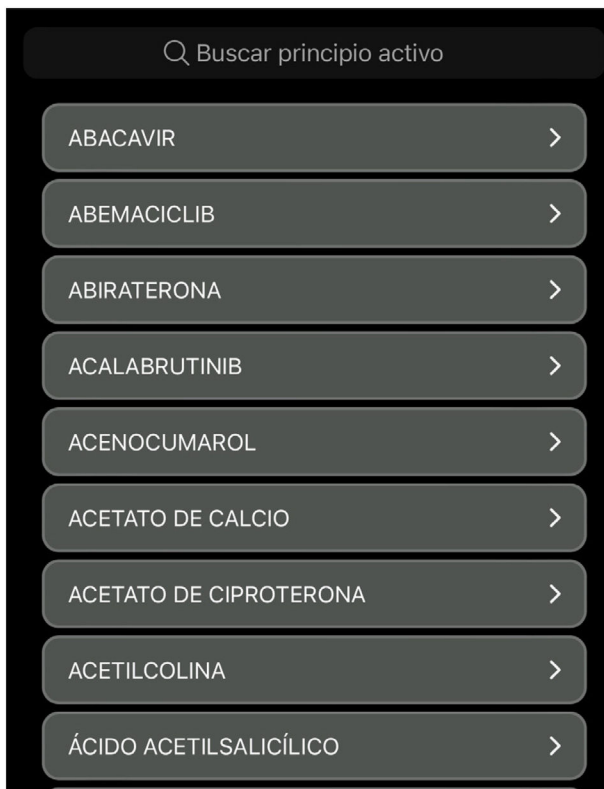 Buscar principio activo
ABACAVIR
ABEMACICLIB
ABIRATERONA
ACALABRUTINIB
ACENOCUMAROL
ACETATO DE CALCIO
ACETATO DE CIPROTERONA
ACETILCOLINA
ÁCIDO ACETILSALICÍLICO